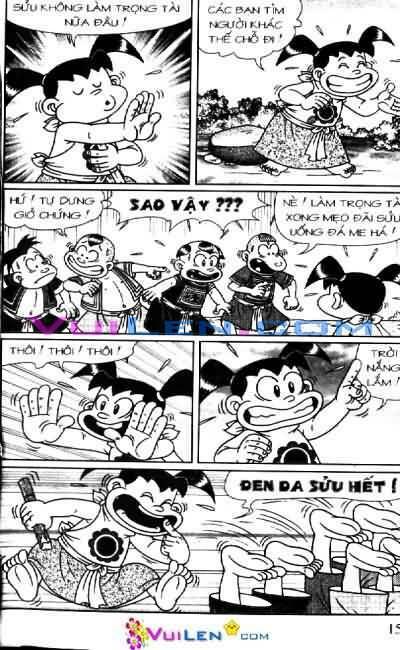 SỬU KHÔNG LÀM TRỌNG TÀI
NỮA ĐÂU!
CÁC BẠN TÌM
NGƯỜI KHÁC
THẾ CHỖ ĐI!
HỨ! TỰ DƯNG
GIỞ CHỨNG!
SAO VẬY ???
NÈ! LÀM TRỌNG TÀI
XONG MẸO ĐÃI SỬU
UỐNG ĐÁ ME HÁ!
VUILEN.COM
THÔI! THÔI! THÔI!
TRỜI
NẮNG
LẮM!
ĐEN DA SỬU HẾT!
15
VUILEN.COM